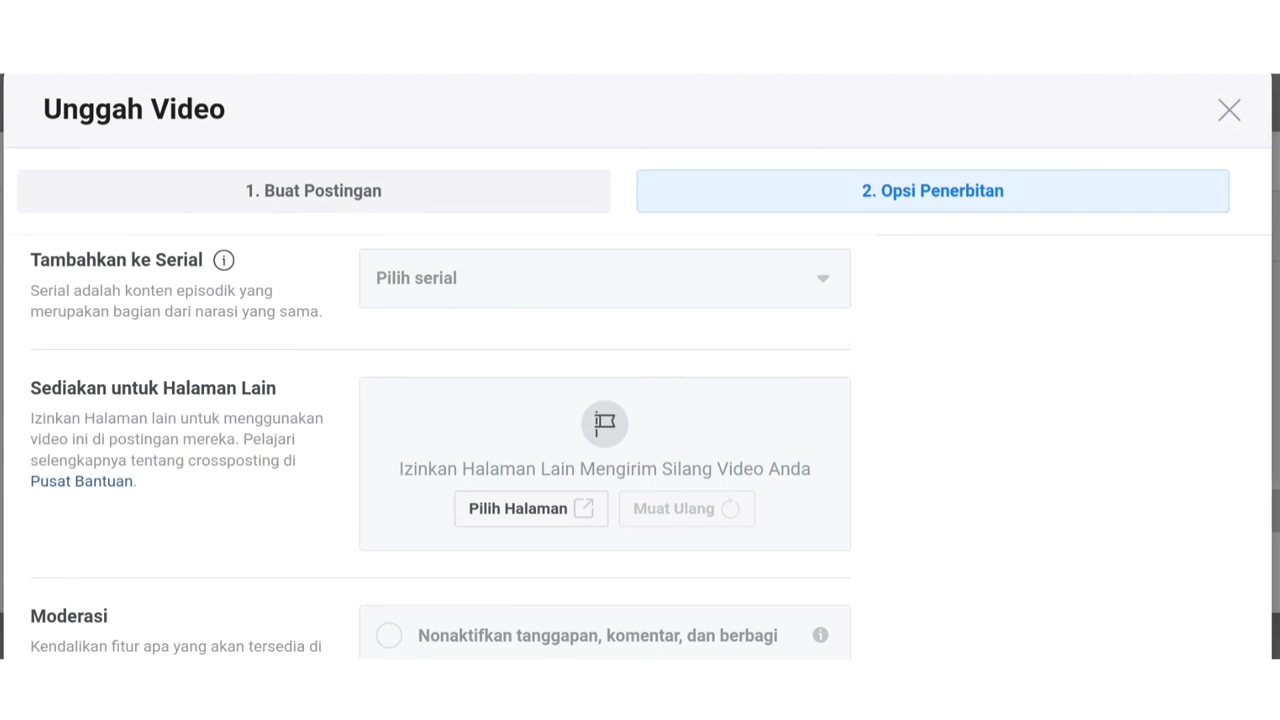 Unggah Video
1. Buat Postingan
2. Opsi Penerbitan
Tambahkan ke Serial
Serial adalah konten episodik yang
merupakan bagian dari narasi yang sama.
Pilih serial
Sediakan untuk Halaman Lain
Izinkan Halaman lain untuk menggunakan
video ini di postingan mereka. Pelajari
selengkapnya tentang crossposting di
Pusat Bantuan.
Izinkan Halaman Lain Mengirim Silang Video Anda
Pilih Halaman
Muat Ulang
Moderasi
Kendalikan fitur apa yang akan tersedia di
Nonaktifkan tanggapan, komentar, dan berbagi